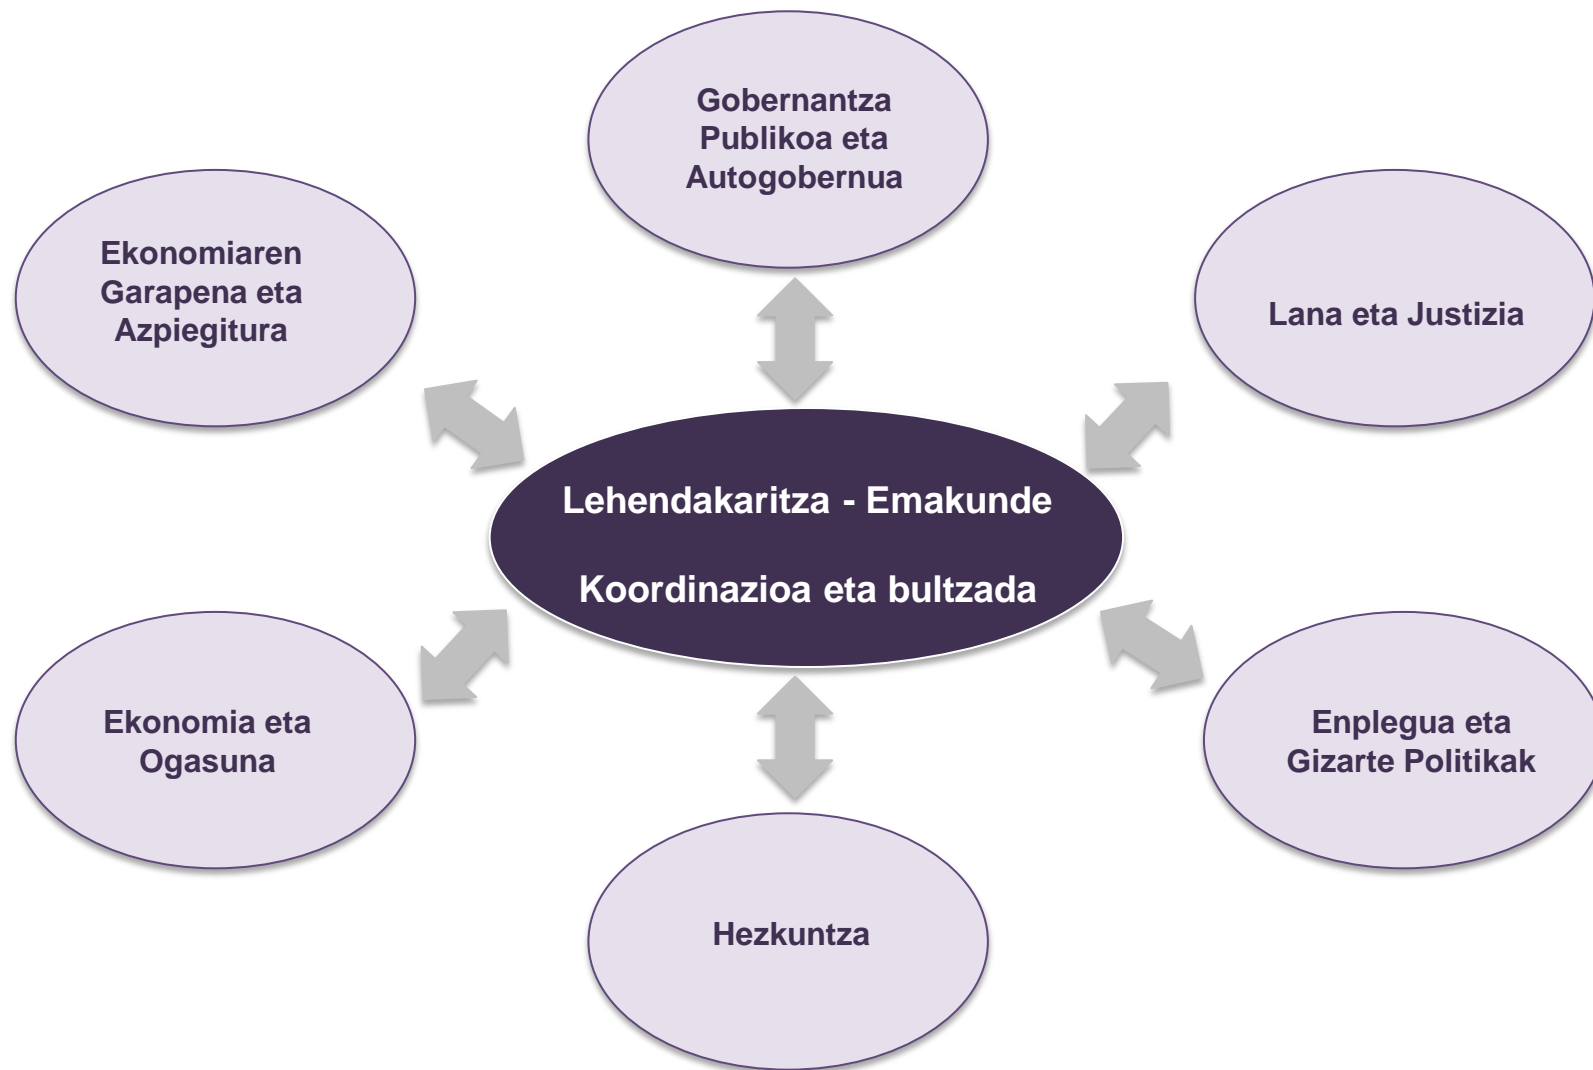 Gobernantza
Publikoa eta
Autogobernua
Ekonomiaren
Garapena eta
Azpiegitura
Lana eta Justizia
Lehendakaritza - Emakunde
Koordinazioa eta bultzada
Ekonomia eta
Ogasuna
Enplegua eta
Gizarte Politikak
Hezkuntza